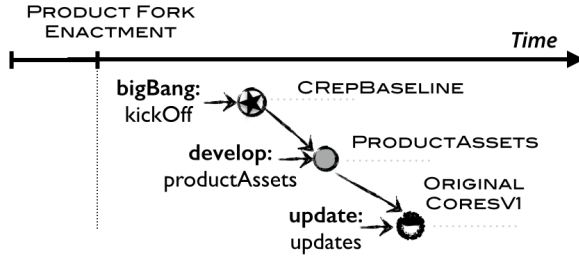 PRODUCT FORK
ENACTMENT
Time
bigBang:
kickOff
CREPBASELINE
develop:
productAssets
PRODUCTASSETS
update:
updates
ORIGINAL
CORESV1